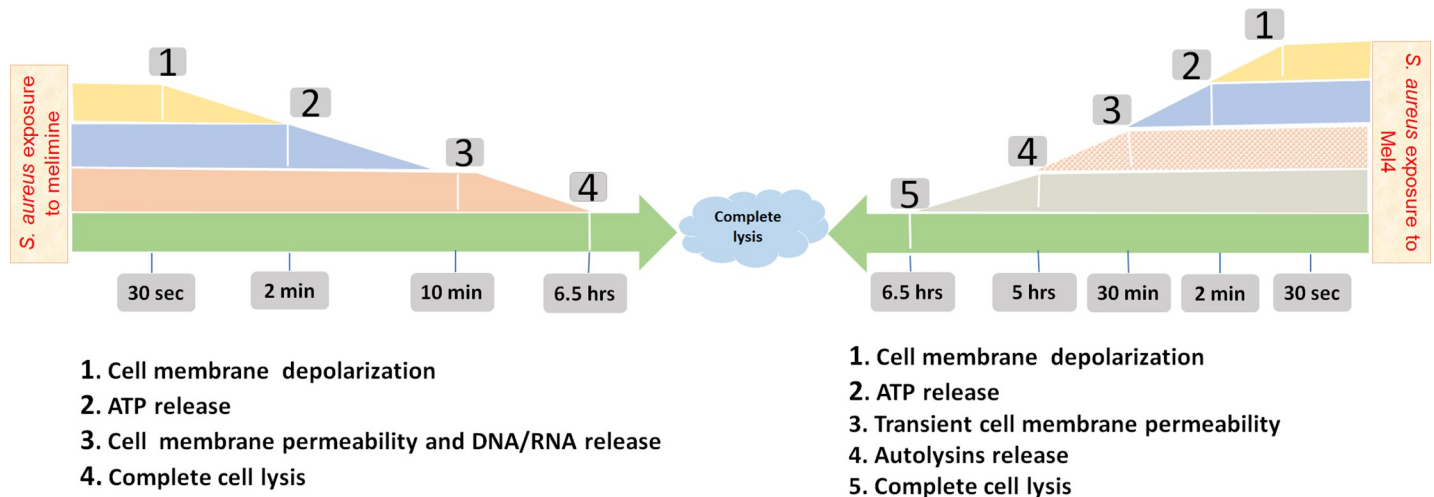 S. aureus exposure
to melimine
1
2
3
4
30 sec
2 min
10 min
6.5 hrs
Complete
lysis
1
2
3
4
5
6.5 hrs
5 hrs
30 min
2 min
30 sec
S. aureus exposure to
Mel4
1. Cell membrane depolarization
2. ATP release
3. Cell membrane permeability and DNA/RNA release
4. Complete cell lysis
1. Cell membrane depolarization
2. ATP release
3. Transient cell membrane permeability
4. Autolysins release
5. Complete cell lysis